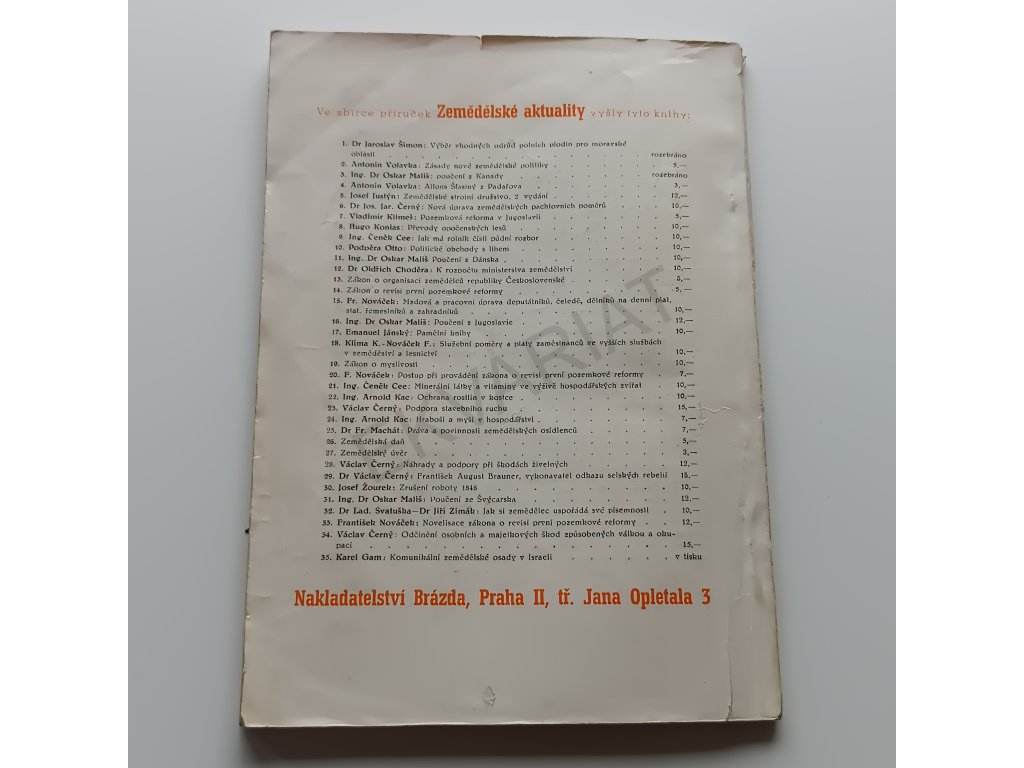 Ve sbírce příruček Zemědělské aktuality vyšly tyto knihy:
1. Dr Jaroslav Šimon: Výběr vhodných odrůd polních plodin pro moravské
oblasti . . . . . . . . . . . . . rozebráno
2. Antonín Volavka: Zásady nové zemědělské politiky . . . . . 5,—
3. Ing. Dr Oskar Mališ: poučení z Kanady . . . . . . rozebráno
4. Antonín Volavka: Alfons Šťastný z Padařova . . . . . . 3,—
5. Josef Justýn: Zemědělské strojní družstvo, 2 vydání . . . . . 12,—
6. Dr Jos. Jar. Černý: Nová úprava zemědělských pachtovních poměrů . . . 10,—
7. Vladimír Klimeš: Pozemková reforma v Jugoslavii . . . . . 5,—
8. Hugo Konias: Převody opočenských lesů . . . . . . 10,—
9. Ing. Čeněk Cee: Jak má rolník čísti půdní rozbor . . . . . 10,—
10. Podpěra Otto: Politické obchody s lihem . . . . . . 10,—
11. Ing. Dr Oskar Mališ Poučení z Dánska . . . . . . . 10,—
12. Dr Oldřich Choděra: K rozpočtu ministerstva zemědělství . . . . 10,—
13. Zákon o organisaci zemědělců republiky Československé . . . . 5,—
14. Zákon o revisi první pozemkové reformy . . . . . . . 5,—
15. Fr. Nováček: Mzdová a pracovní úprava deputátníků, čeledě, dělníků na denní plat,
stál. řemeslníků a zahradníků . . . . . . . . . 10,—
16. Ing. Dr Oskar Mališ: Poučení z Jugoslavie . . . . . . 12,—
17. Emanuel Jánský: Pamětní knihy . . . . . . . . 10,—
18. Klíma K. - Nováček F.: Služební poměry a platy zaměstnanců ve vyšších službách
v zemědělství a lesnictví . . . . . . . . . . 10,—
19. Zákon o myslivosti . . . . . . . . . . . 10,—
20. F. Nováček: Postup při provádění zákona o revisi první pozemkové reformy . . 7,—
21. Ing. Čeněk Cee: Minerální látky a vitaminy ve výživě hospodářských zvířat . . 10,—
22. Ing. Arnold Kac: Ochrana rostlin v kostce . . . . . . . 10,—
23. Václav Černý: Podpora stavebního ruchu . . . . . . . 15,—
24. Ing. Arnold Kac: Hraboši a myši v hospodářství . . . . . . 7,—
25. Dr Fr. Machát: Práva a povinnosti zemědělských osídlenců . . . . . 7,—
26. Zemědělská daň . . . . . . . . . . . . 5,—
27. Zemědělský úvěr . . . . . . . . . . . . 3,—
28. Václav Černý: Náhrady a podpory při škodách živelných . . . . . 12,—
29. Dr Václav Černý: František August Brauner, vykonavatel odkazu selských rebelií 15,—
30. Josef Žourek: Zrušení roboty 1848 . . . . . . . . 10,—
31. Ing. Dr Oskar Mališ: Poučení ze Švýcarska . . . . . . . 12,—
32. Dr Lad. Svatuška—Dr Jiří Zimák: Jak si zemědělec uspořádá své písemnosti . 10,—
33. František Nováček: Novelisace zákona o revisi první pozemkové reformy . . 12,—
34. Václav Černý: Odčinění osobních a majetkových škod způsobených válkou a oku-
pací . . . . . . . . . . . . . . 15,—
35. Karel Gam: Komunikální zemědělské osady v Israeli . . . . . v tisku
Nakladatelství Brázda, Praha II, tř. Jana Opletala 3